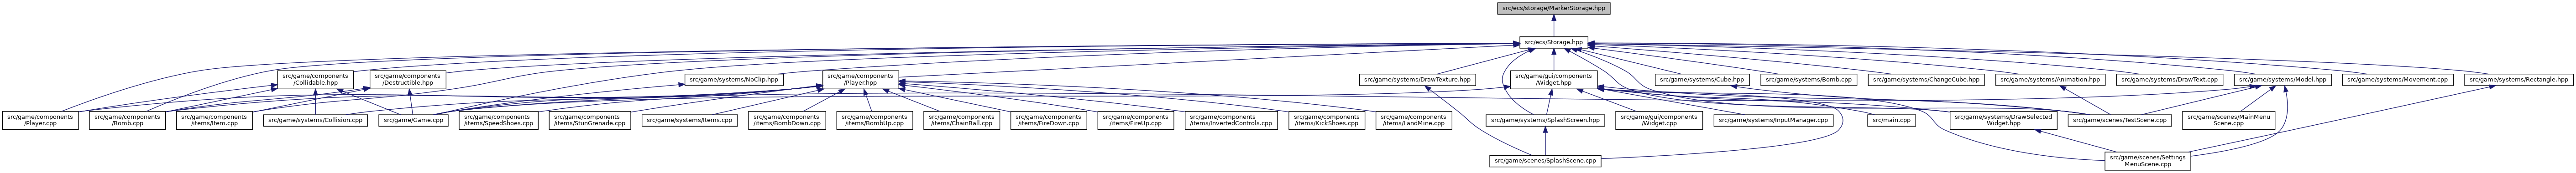 src/ecs/storage/MarkerStorage.hpp
src/ecs/Storage.hpp
src/game/components
/Collidable.hpp
src/game/components
/Destructible.hpp
src/game/systems/NoClip.hpp
src/game/components
/Player.hpp
src/game/systems/DrawTexture.hpp
src/game/gui/components
/Widget.hpp
src/game/systems/Cube.hpp
src/game/systems/Bomb.cpp
src/game/systems/ChangeCube.hpp
src/game/systems/Animation.hpp
src/game/systems/DrawText.cpp
src/game/systems/Model.hpp
src/game/systems/Movement.cpp
src/game/systems/Rectangle.hpp
src/game/components
/Player.cpp
src/game/components
/Bomb.cpp
src/game/components
/items/Item.cpp
src/game/systems/Collision.cpp
src/game/Game.cpp
src/game/components
/items/SpeedShoes.cpp
src/game/components
/items/StunGrenade.cpp
src/game/systems/Items.cpp
src/game/components
/items/BombDown.cpp
src/game/components
/items/BombUp.cpp
src/game/components
/items/ChainBall.cpp
src/game/components
/items/FireDown.cpp
src/game/components
/items/FireUp.cpp
src/game/components
/items/InvertedControls.cpp
src/game/components
/items/KickShoes.cpp
src/game/components
/items/LandMine.cpp
src/game/systems/SplashScreen.hpp
src/game/gui/components
/Widget.cpp
src/game/systems/InputManager.cpp
src/main.cpp
src/game/systems/DrawSelected
Widget.hpp
src/game/scenes/TestScene.cpp
src/game/scenes/MainMenu
Scene.cpp
src/game/scenes/SplashScene.cpp
src/game/scenes/Settings
MenuScene.cpp